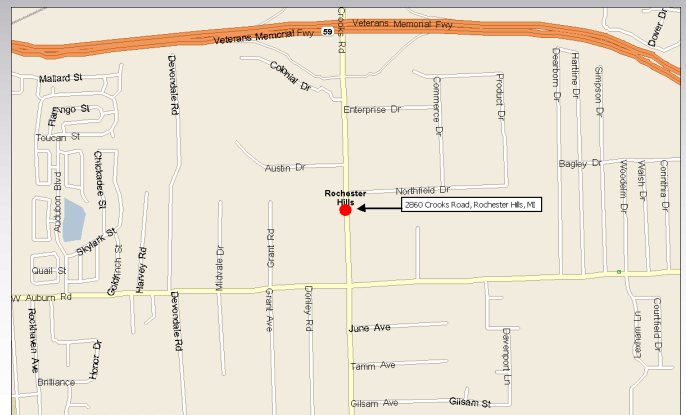 Crooks Rd
Veterans Memorial Fwy
Dover Dr
Veterans Memorial Fwy
59
Mallard St
Devondale Rd
Colonial Dr
Commerce Dr
Product Dr
Dearborn Dr
Hartline Dr
Simpson Dr
Flamingo St
Enterprise Dr
Toucan St
Chickadee St
Austin Dr
Bagley Dr
Woodelm Dr
Walsh Dr
Corinthia Dr
Audubon Blvd
Rochester
Hills
Northfield Dr
2860 Crooks Road, Rochester Hills, MI
Skylark St
Goldfinch St
Harvey Rd
Midvale Dr
Grant Rd
Quail St
W Auburn Rd
Devondale Rd
Grant Ave
Donley Rd
Rookhaven Ave
June Ave
Davenport Ln
Lexham Ln
Courtfield Dr
Honor Dr
Tamm Ave
Brilliance
Gilsam Ave
Gilsam St